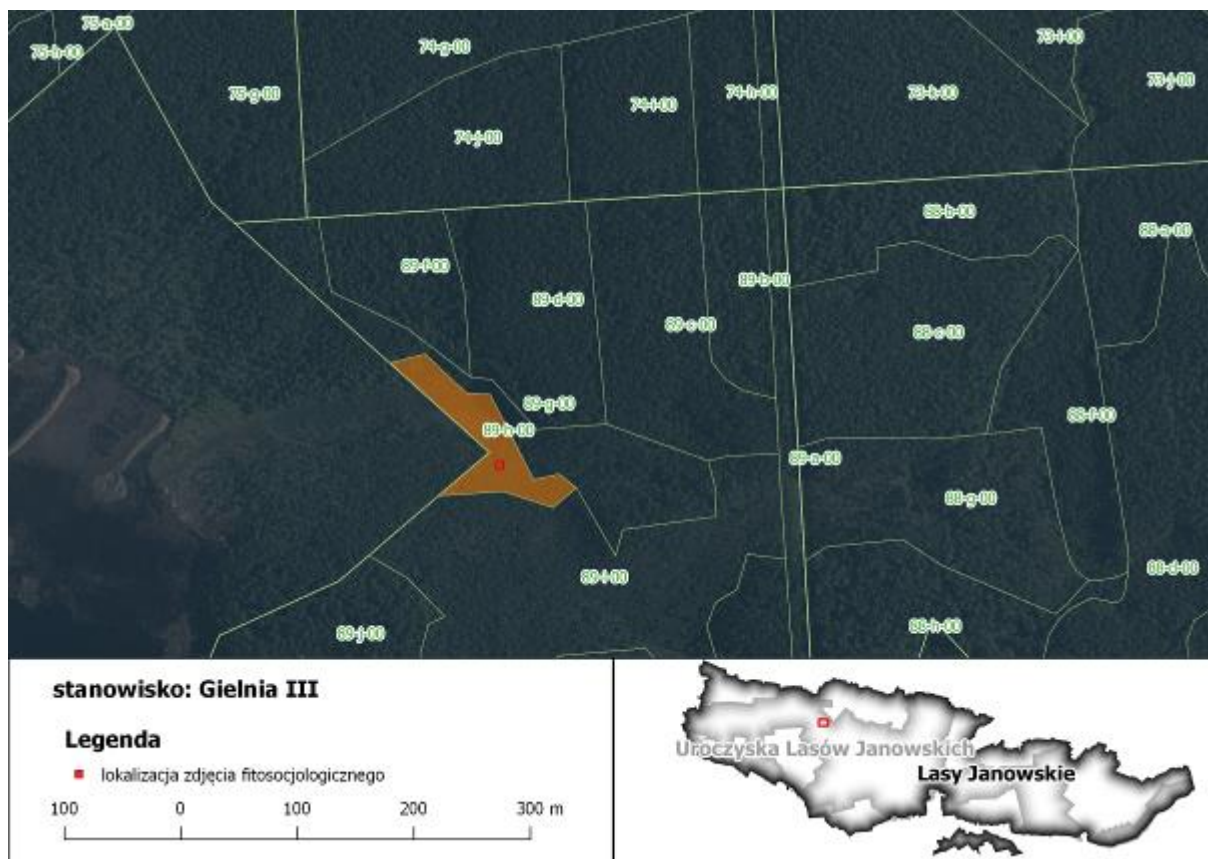 75-a-00
75-h-00
74-g-00
73-i-00
75-g-00
74-i-00
74-h-00
73-k-00
73-j-00
74-j-00
88-b-00
88-a-00
89-f-00
89-d-00
89-b-00
89-c-00
88-c-00
89-g-00
89-h-00
88-f-00
89-a-00
88-g-00
89-i-00
88-d-00
89-j-00
88-h-00
stanowisko: Gielnia III
Legenda
lokalizacja zdjęcia fitosocjologicznego
100 0 100 200 300 m
Uroczyska Lasów Janowskich
Lasy Janowskie